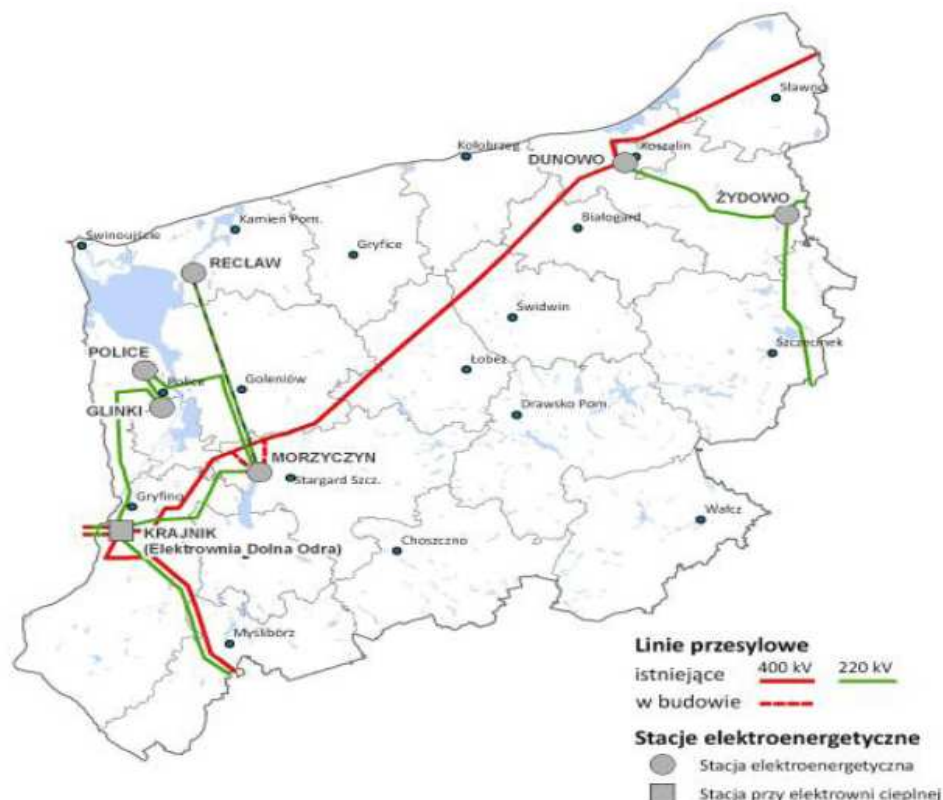 Sławno
Kołobrzeg
Koszalin
DUNOWO
ŻYDOWO
Kamień Pom.
Białogard
Świnoujście
Gryfice
RECLAW
Świdwin
POLICE
Szczecinek
Łobez
Police
Goleniów
GLINKI
Drawsko Pom.
MORZYCZYN
Stargard Szcz.
Gryfino
Wałcz
KRAJNIK
(Elektrownia Dolna Odra)
Choszczno
Myslibórz
Linie przesyłowe
istniejące 400 kV 220 kV
w budowie
Stacje elektroenergetyczne
Stacja elektroenergetyczna
Stacja przy elektrowni cieplnej